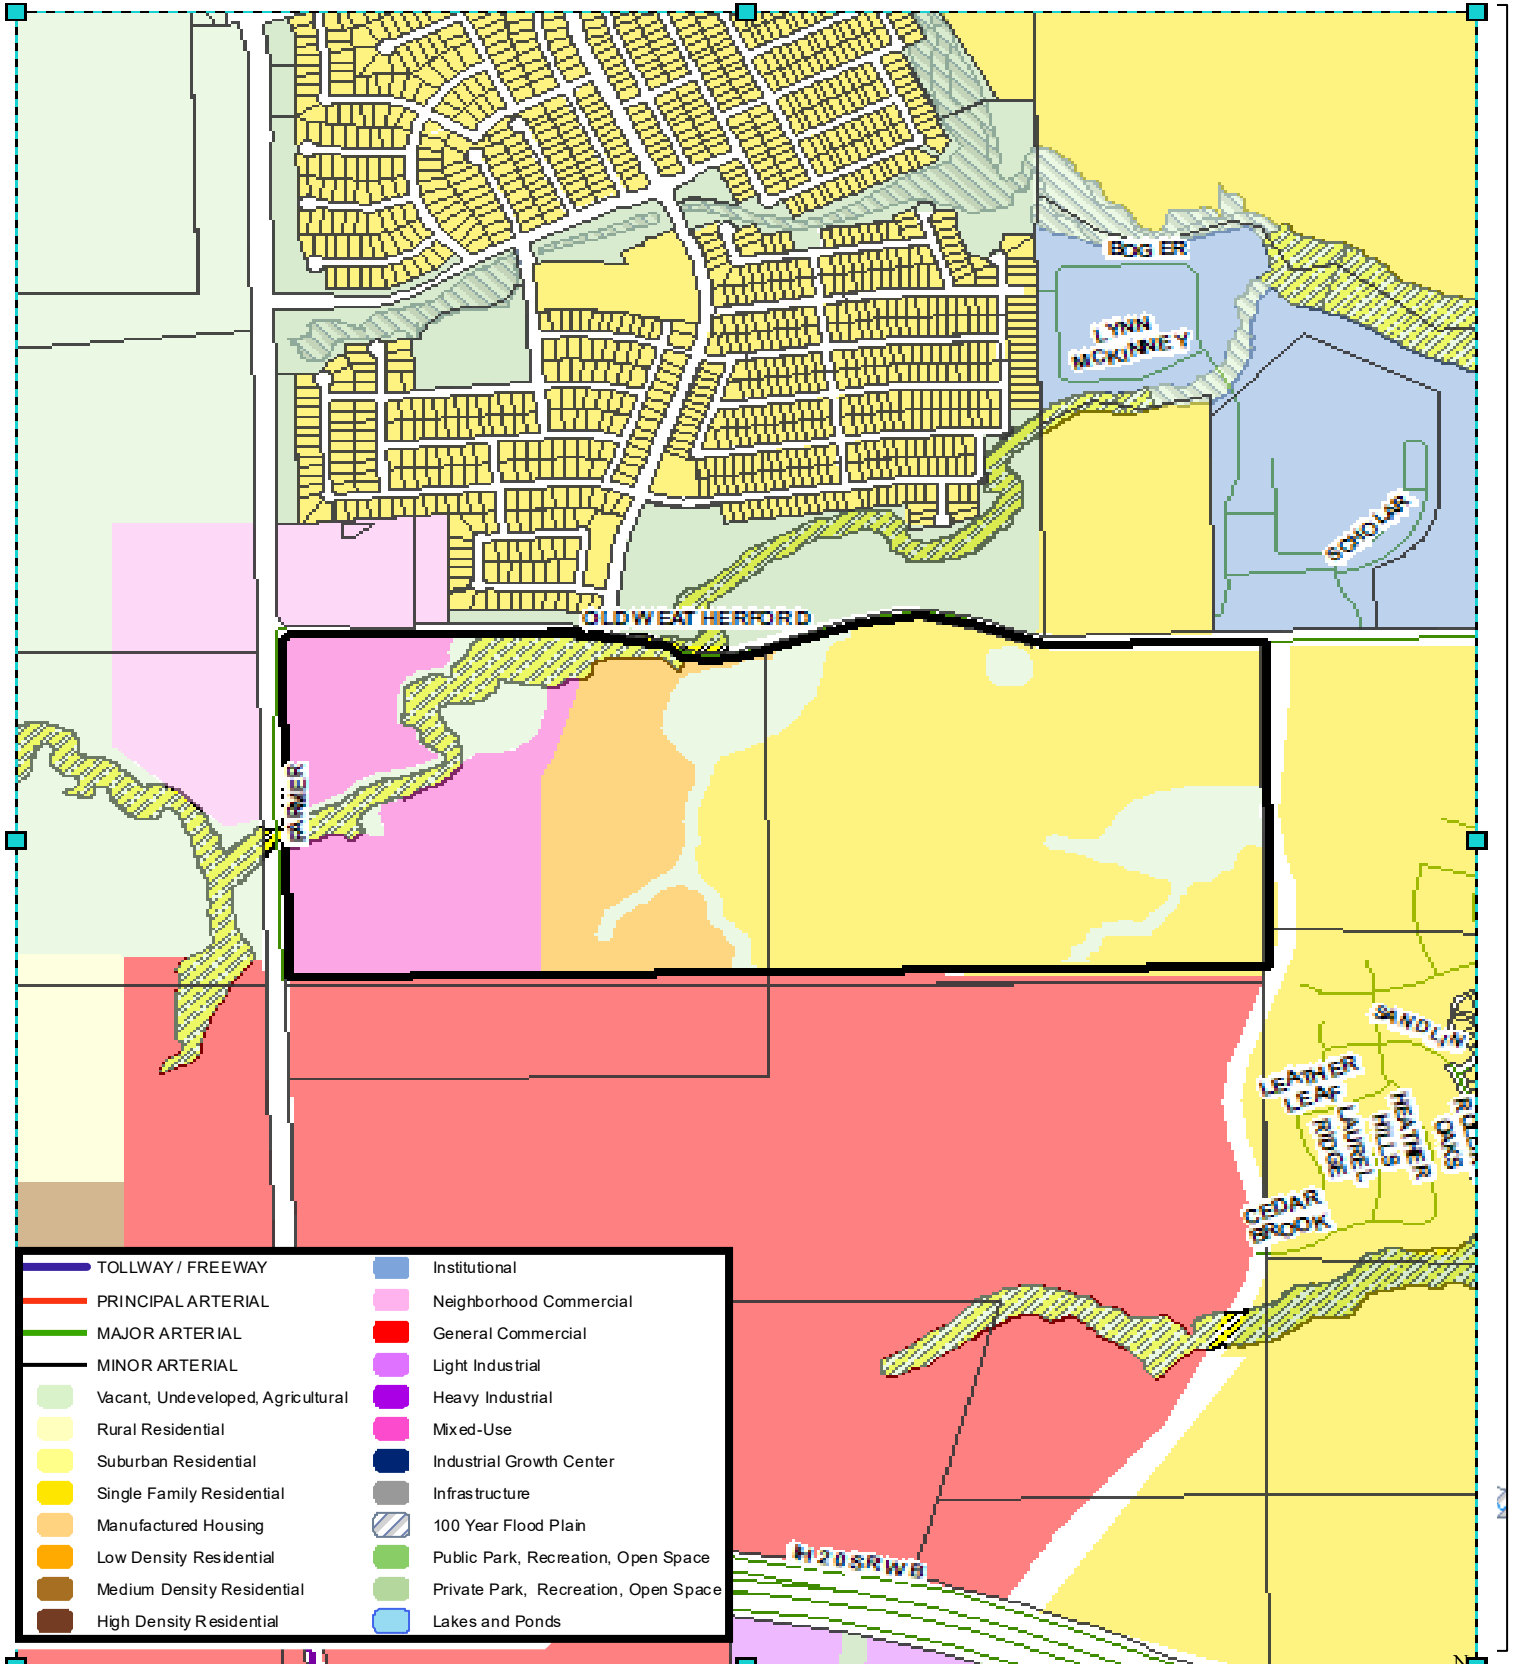 BOGER
LYNN
MCKINNEY
SCHOLAR
OLD WEATHERFORD
FARMER
SANDLIN
LEATHER
LEAF
RIDGE
LAUREL
HILLS
HEATHER
OAKS
CEDAR
BROOK
TOLLWAY / FREEWAY
PRINCIPAL ARTERIAL
MAJOR ARTERIAL
MINOR ARTERIAL
Vacant, Undeveloped, Agricultural
Rural Residential
Suburban Residential
Single Family Residential
Manufactured Housing
Low Density Residential
Medium Density Residential
High Density Residential
Institutional
Neighborhood Commercial
General Commercial
Light Industrial
Heavy Industrial
Mixed-Use
Industrial Growth Center
Infrastructure
100 Year Flood Plain
Public Park, Recreation, Open Space
Private Park, Recreation, Open Space
Lakes and Ponds
IH 20 SR WB
N